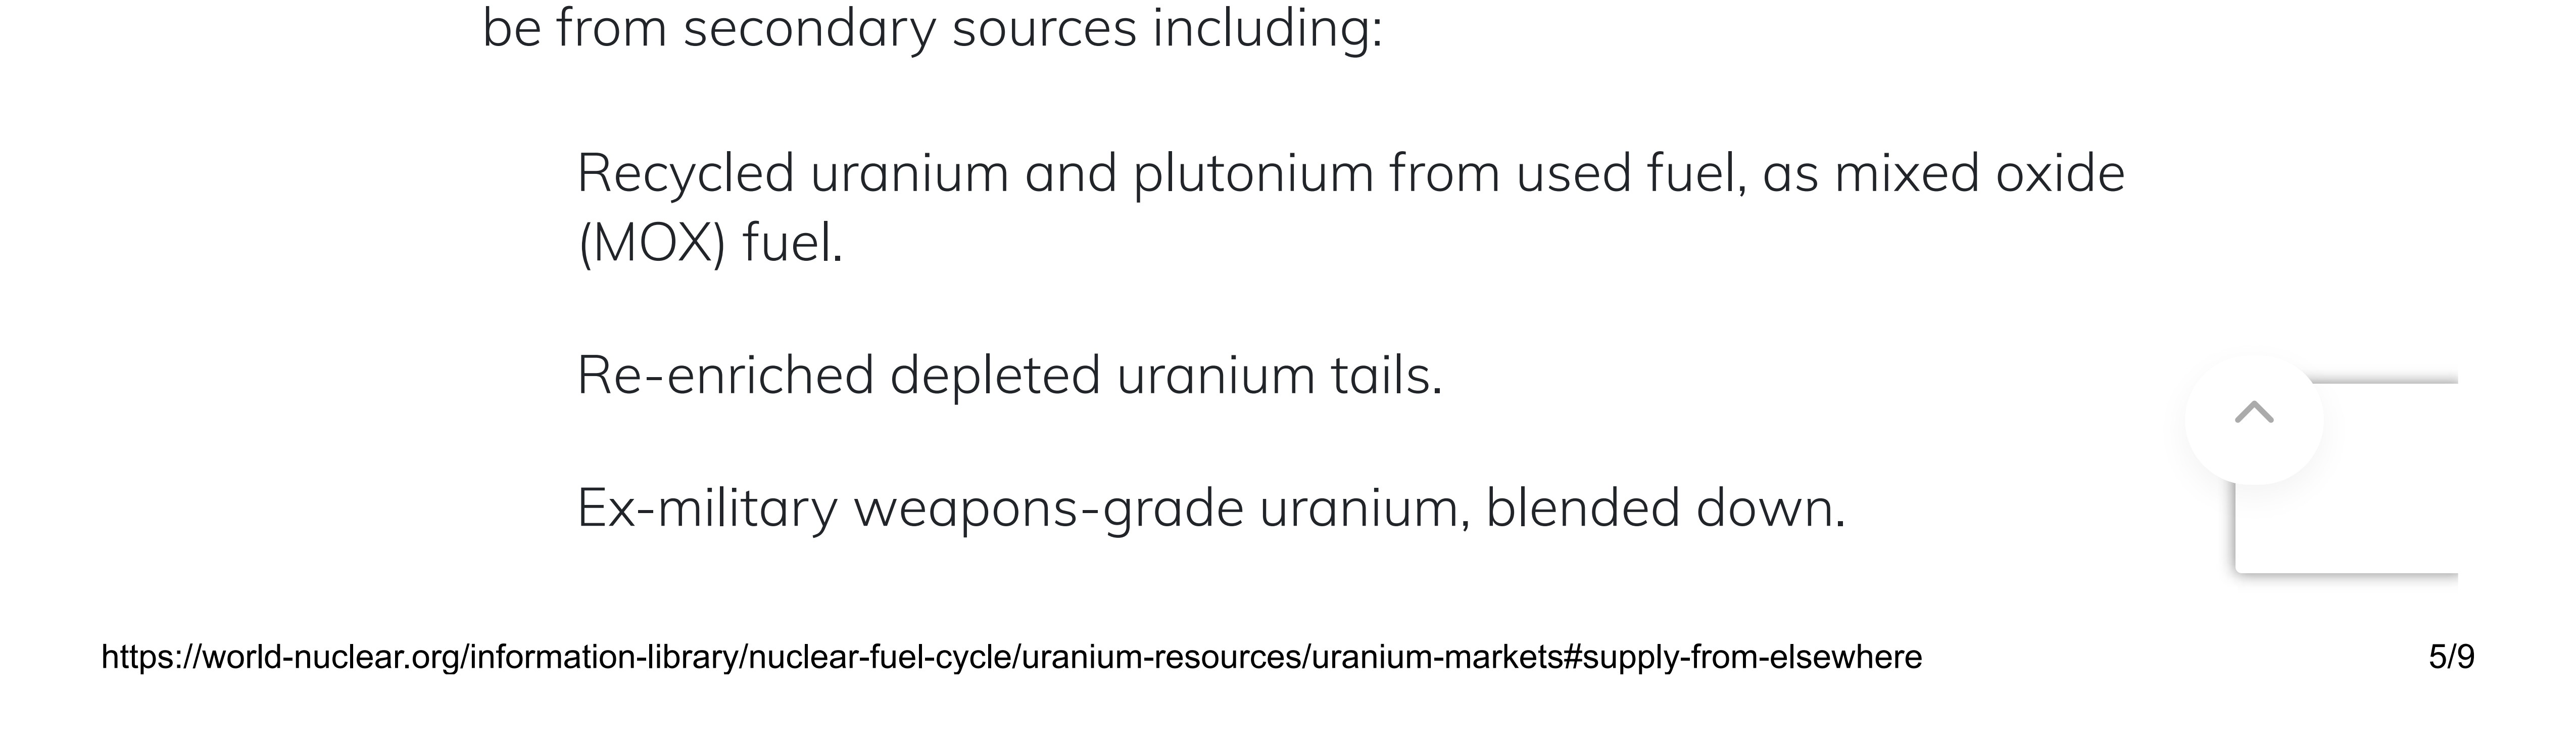 be from secondary sources including:
Recycled uranium and plutonium from used fuel, as mixed oxide
(MOX) fuel.
Re-enriched depleted uranium tails.
Ex-military weapons-grade uranium, blended down.
https://world-nuclear.org/information-library/nuclear-fuel-cycle/uranium-resources/uranium-markets#supply-from-elsewhere 5/9